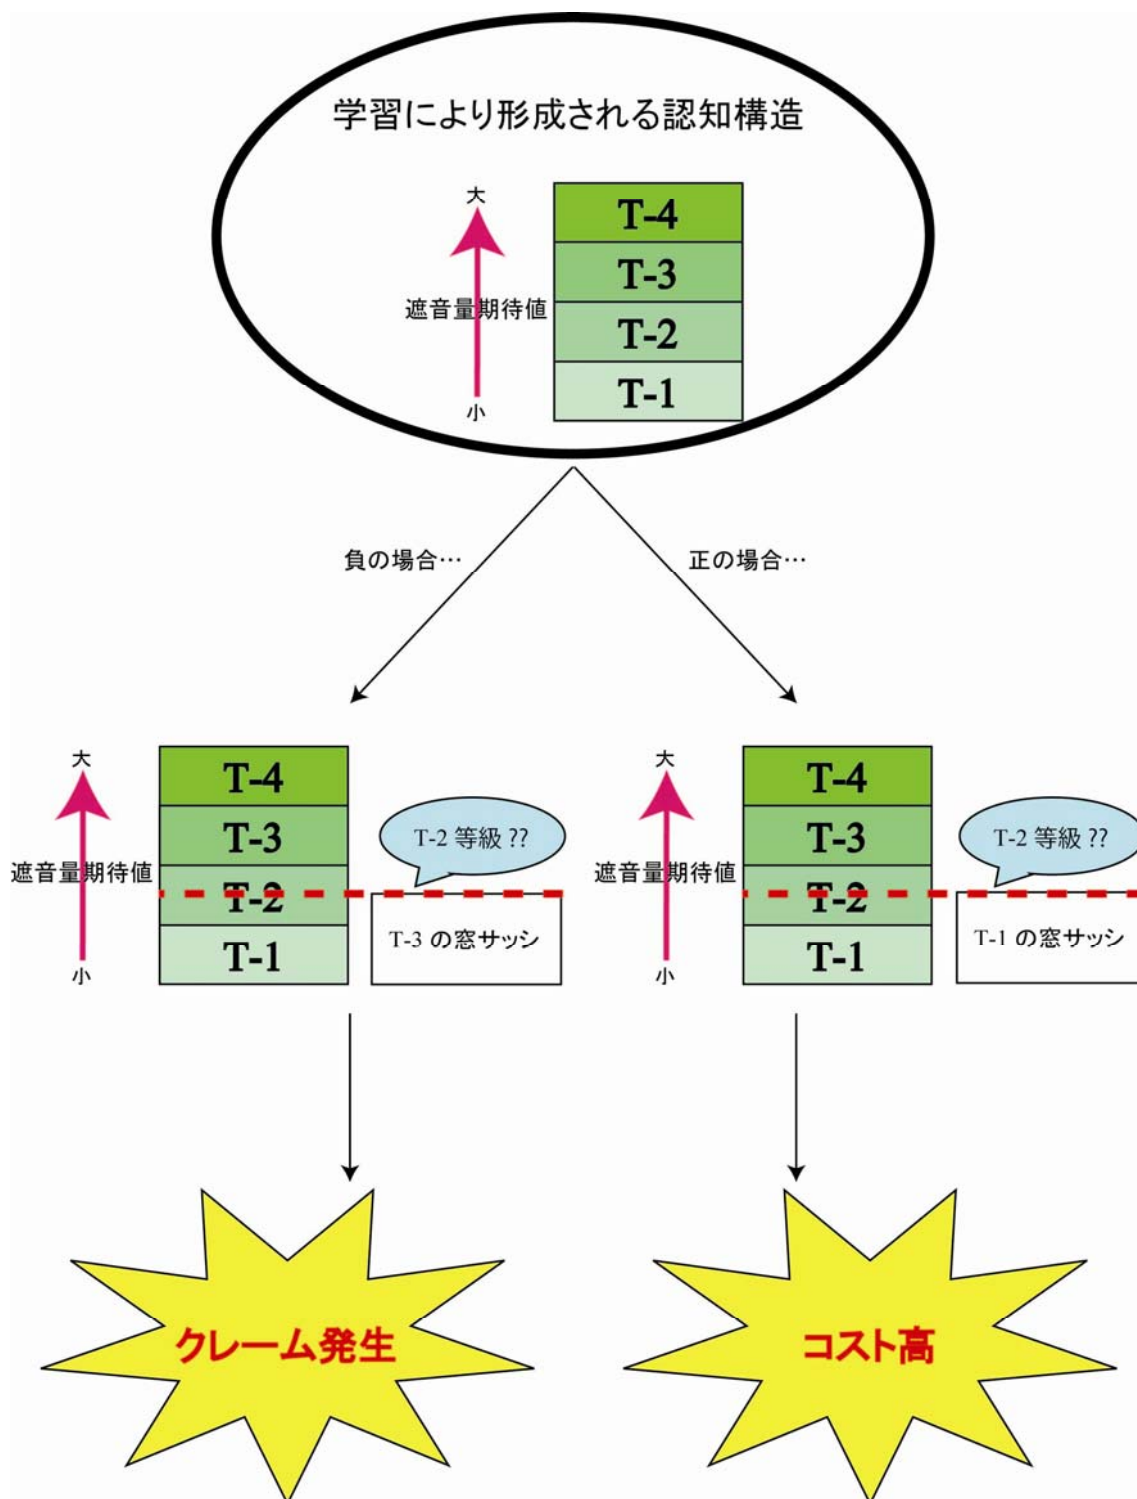 学習により形成される認知構造
大
T-4
T-3
遮音量期待値
T-2
T-1
小
負の場合…
正の場合…
大
T-4
T-3
T-2 等級 ??
遮音量期待値
T-2
T-3 の窓サッシ
T-1
小
大
T-4
T-3
T-2 等級 ??
遮音量期待値
T-2
T-1 の窓サッシ
T-1
小
クレーム発生
コスト高